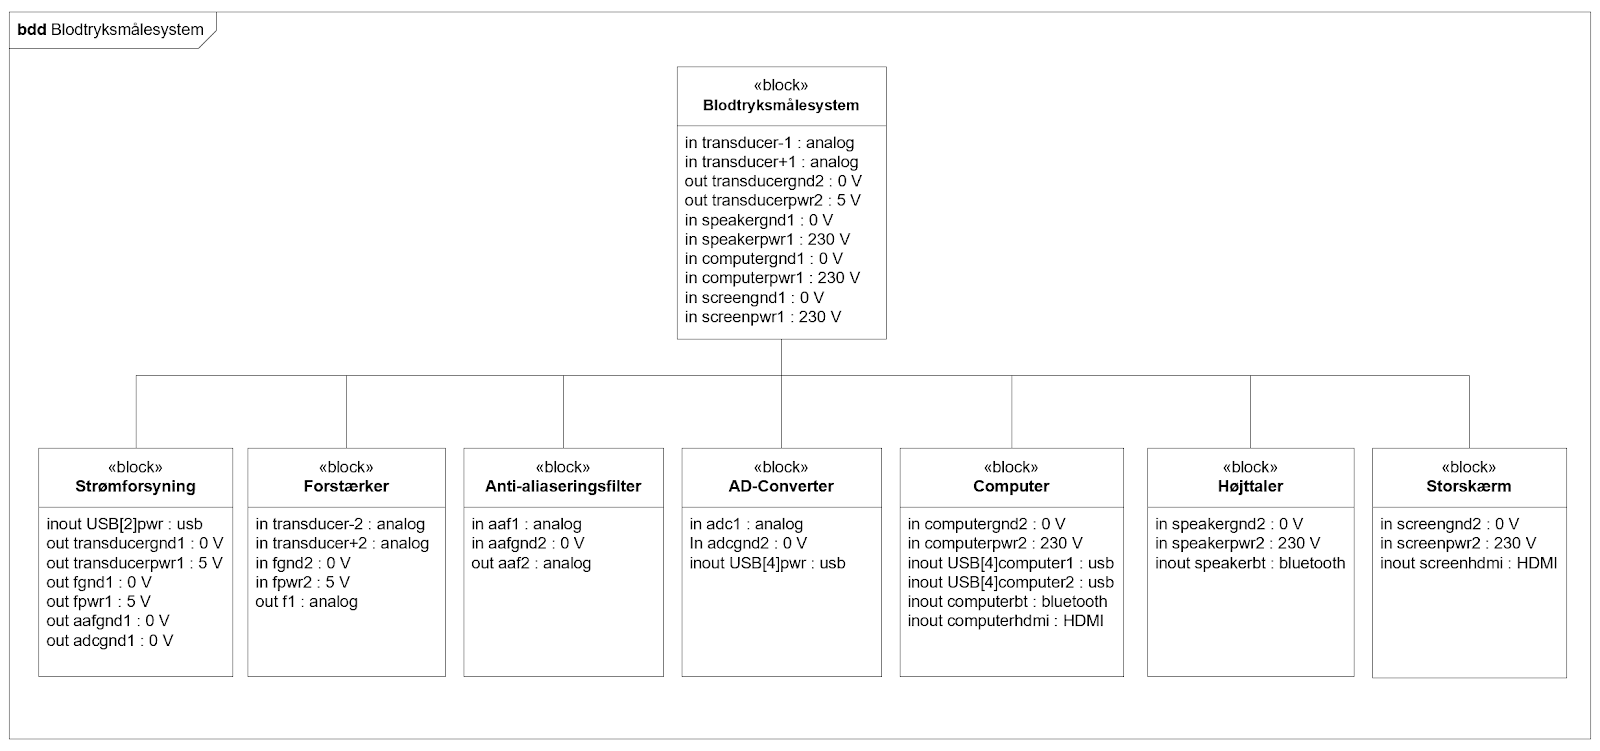 bdd Blodtryksmålesystem
«block»
Blodtryksmålesystem
in transducer-1 : analog
in transducer+1 : analog
out transducergnd2 : 0 V
out transducerpwr2 : 5 V
in speakergnd1 : 0 V
in speakerpwr1 : 230 V
in computergnd1 : 0 V
in computerpwr1 : 230 V
in screengnd1 : 0 V
in screenpwr1 : 230 V
«block»
Strømforsyning
inout USB[2]pwr : usb
out transducergnd1 : 0 V
out transducerpwr1 : 5 V
out fgnd1 : 0 V
out fpwr1 : 5 V
out aafgnd1 : 0 V
out adcgnd1 : 0 V
«block»
Forstærker
in transducer-2 : analog
in transducer+2 : analog
in fgnd2 : 0 V
in fpwr2 : 5 V
out f1 : analog
«block»
Anti-aliaseringsfilter
in aaf1 : analog
in aafgnd2 : 0 V
out aaf2 : analog
«block»
AD-Converter
in adc1 : analog
In adcgnd2 : 0 V
inout USB[4]pwr : usb
«block»
Computer
in computergnd2 : 0 V
in computerpwr2 : 230 V
inout USB[4]computer1 : usb
inout USB[4]computer2 : usb
inout computerbt : bluetooth
inout computerhdmi : HDMI
«block»
Højttaler
in speakergnd2 : 0 V
in speakerpwr2 : 230 V
inout speakerbt : bluetooth
«block»
Storskærm
in screengnd2 : 0 V
in screenpwr2 : 230 V
inout screenhdmi : HDMI